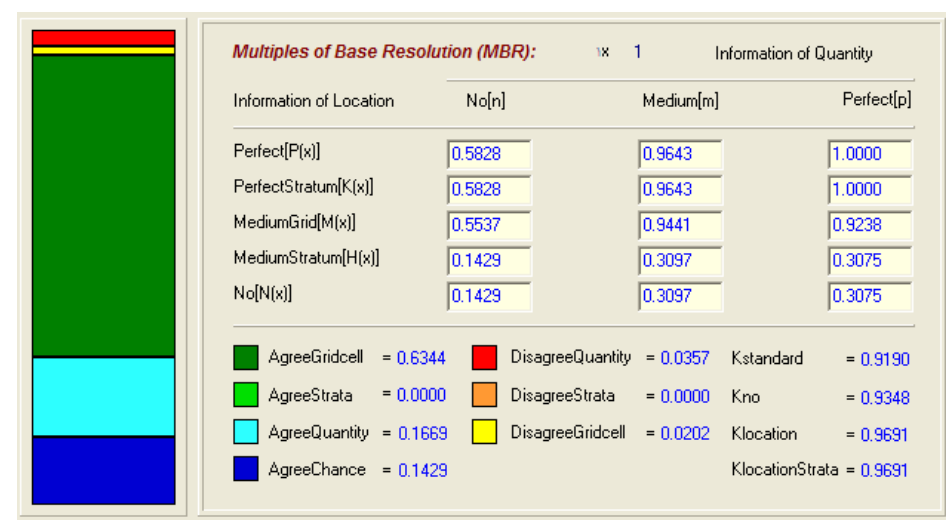 Multiples of Base Resolution (MBR): 1x 1 Information of Quantity
Information of Location No[n] Medium[m] Perfect[p]
Perfect[P(x)] 0.5828 0.9643 1.0000
PerfectStratum[K(x)] 0.5828 0.9643 1.0000
MediumGrid[M(x)] 0.5537 0.9441 0.9238
MediumStratum[H(x)] 0.1429 0.3097 0.3075
No[N(x)] 0.1429 0.3097 0.3075
AgreeGridcell = 0.6344 DisagreeQuantity = 0.0357 Kstandard = 0.9190
AgreeStrata = 0.0000 DisagreeStrata = 0.0000 Kno = 0.9348
AgreeQuantity = 0.1669 DisagreeGridcell = 0.0202 Klocation = 0.9691
AgreeChance = 0.1429 KlocationStrata = 0.9691